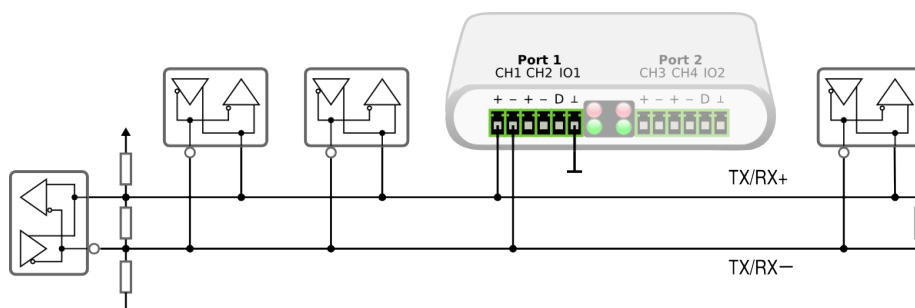 Port 1
CH1 CH2 IO1
+ − + − D ⊥
Port 2
CH3 CH4 IO2
+ − + − D ⊥
TX/RX+
TX/RX−